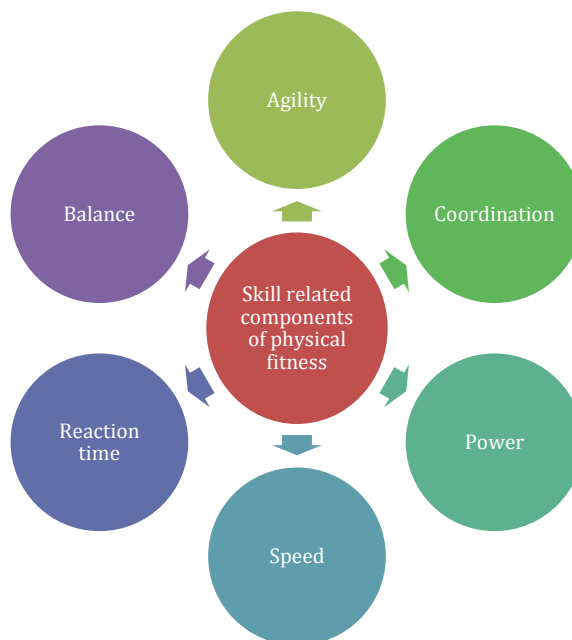 Agility
Balance
Coordination
Skill related
components
of physical
fitness
Reaction
time
Power
Speed